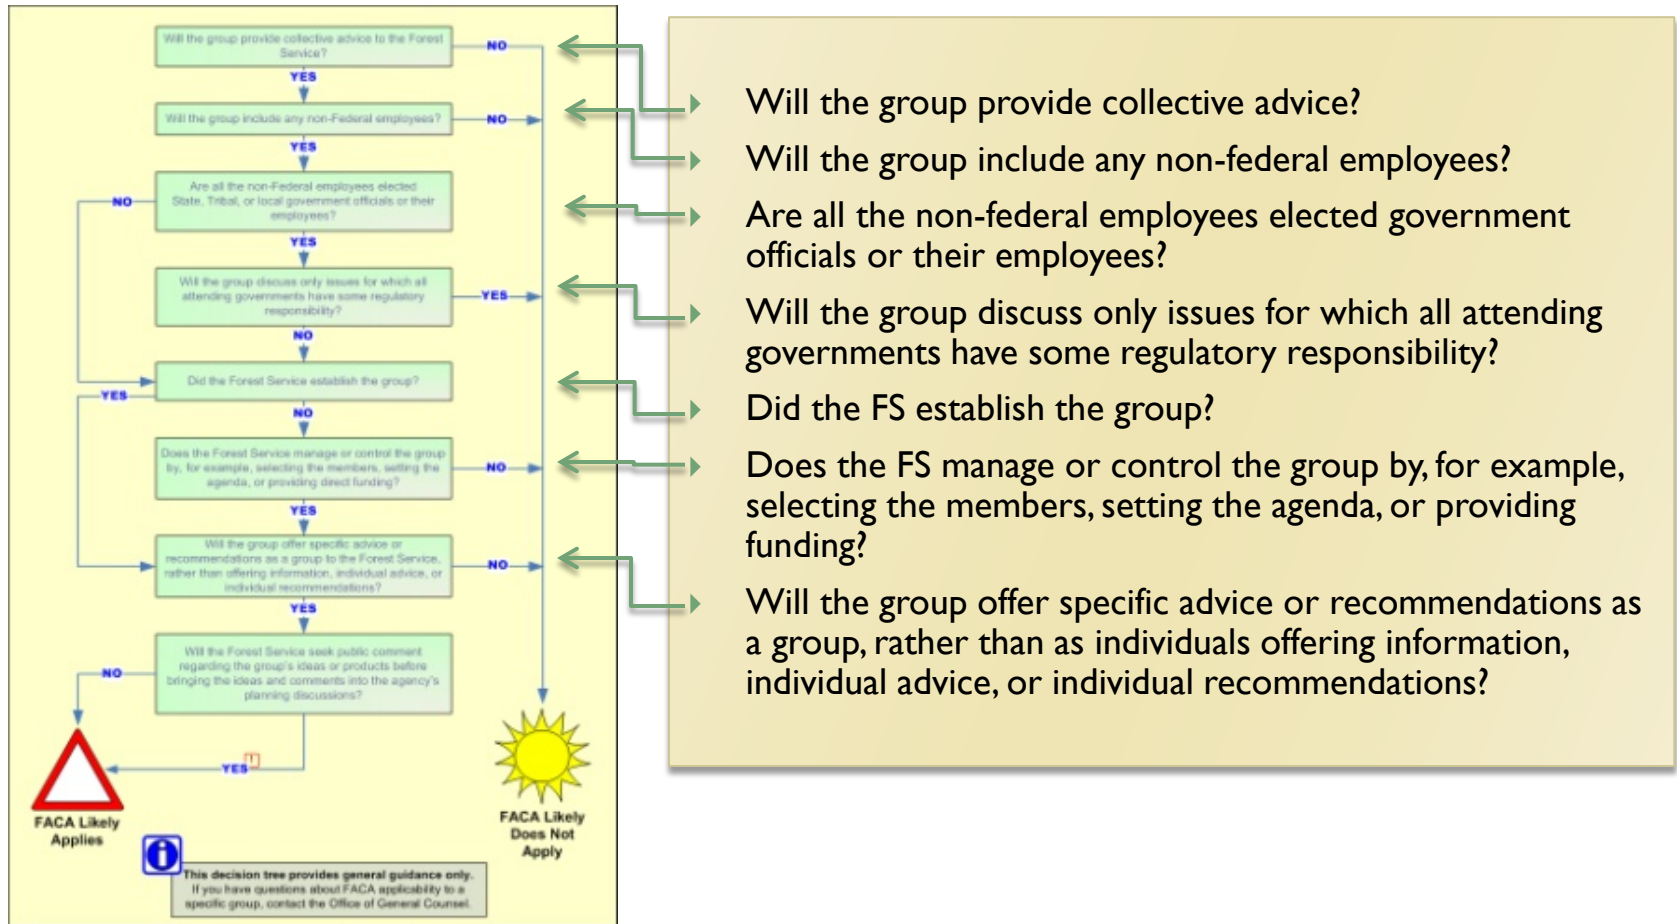 Will the group provide collective advice to the Forest
Service?
NO
YES
Will the group include any non-Federal employees?
NO
YES
Are all the non-Federal employees elected
State, Tribal, or local government officials or their
employees?
NO
YES
Will the group discuss only issues for which all
attending governments have some regulatory
responsibility?
YES
NO
Did the Forest Service establish the group?
YES
NO
Does the Forest Service manage or control the group
by, for example, selecting the members, setting the
agenda, or providing direct funding?
NO
YES
Will the group offer specific advice or
recommendations as a group to the Forest Service,
rather than offering information, individual advice, or
individual recommendations?
NO
YES
Will the Forest Service seek public comment
regarding the group's ideas or products before
bringing the ideas and comments into the agency's
planning discussions?
NO
YES
FACA Likely
Applies
FACA Likely
Does Not
Apply
This decision tree provides general guidance only.
If you have questions about FACA applicability to a
specific group, contact the Office of General Counsel.
Will the group provide collective advice?
Will the group include any non-federal employees?
Are all the non-federal employees elected government
officials or their employees?
Will the group discuss only issues for which all attending
governments have some regulatory responsibility?
Did the FS establish the group?
Does the FS manage or control the group by, for example,
selecting the members, setting the agenda, or providing
funding?
Will the group offer specific advice or recommendations as
a group, rather than as individuals offering information,
individual advice, or individual recommendations?